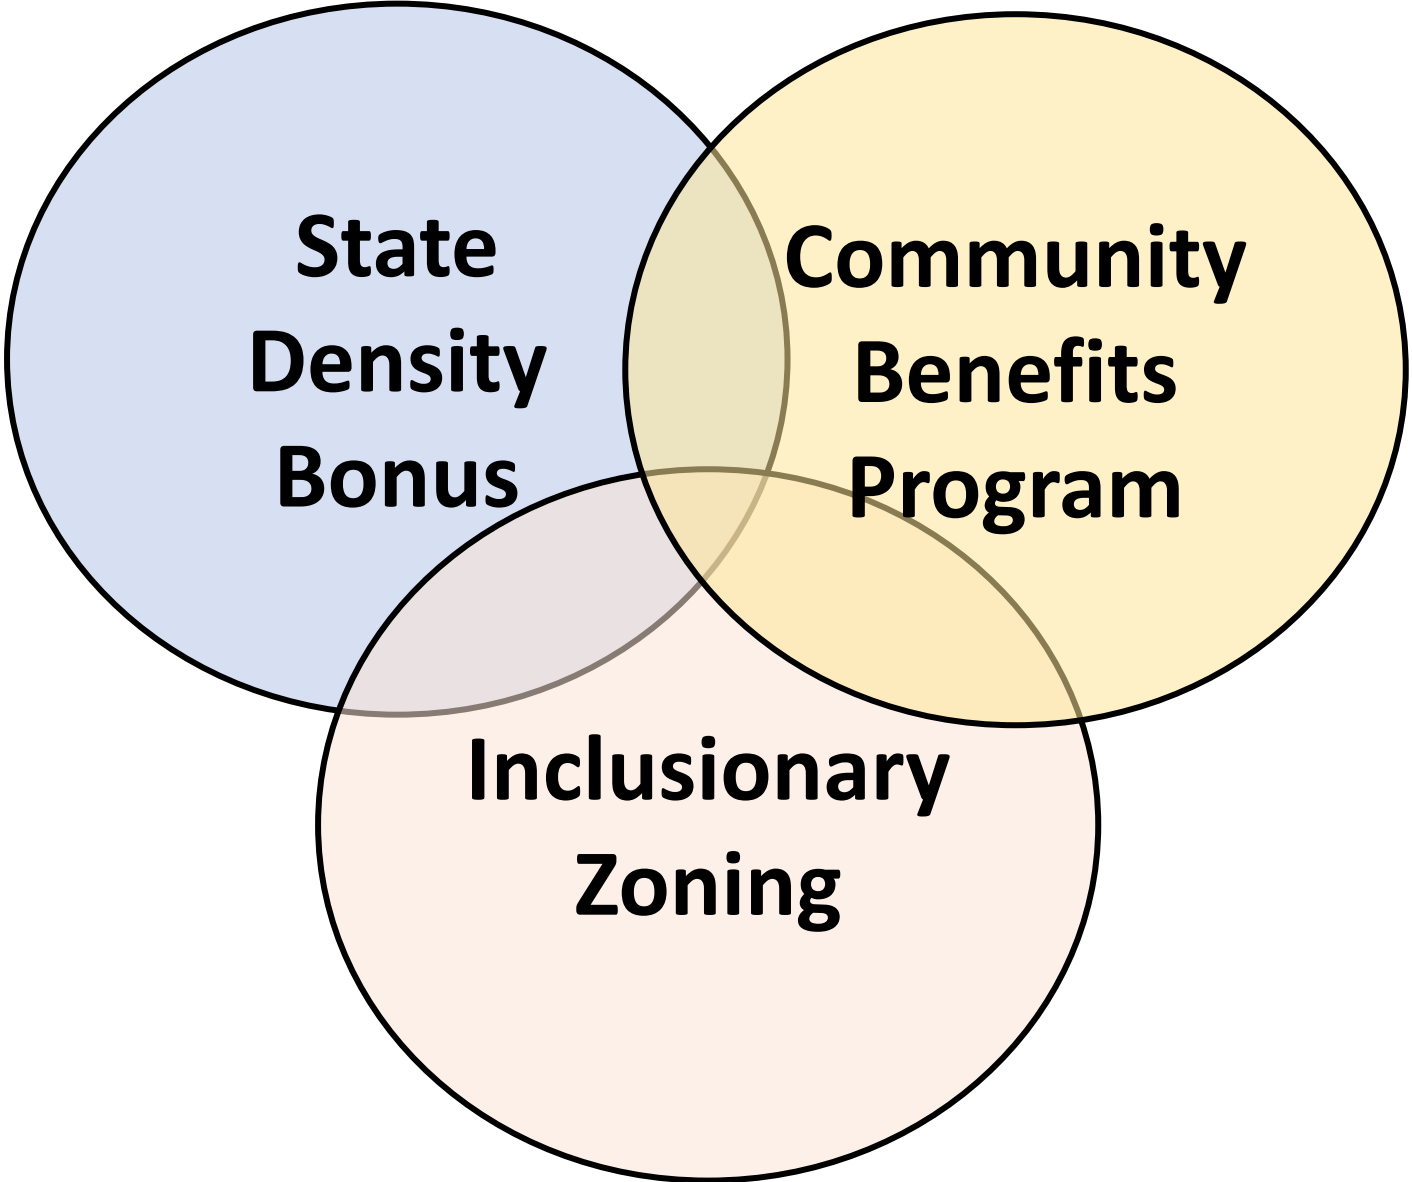 State
Density
Bonus
Community
Benefits
Program
Inclusionary
Zoning